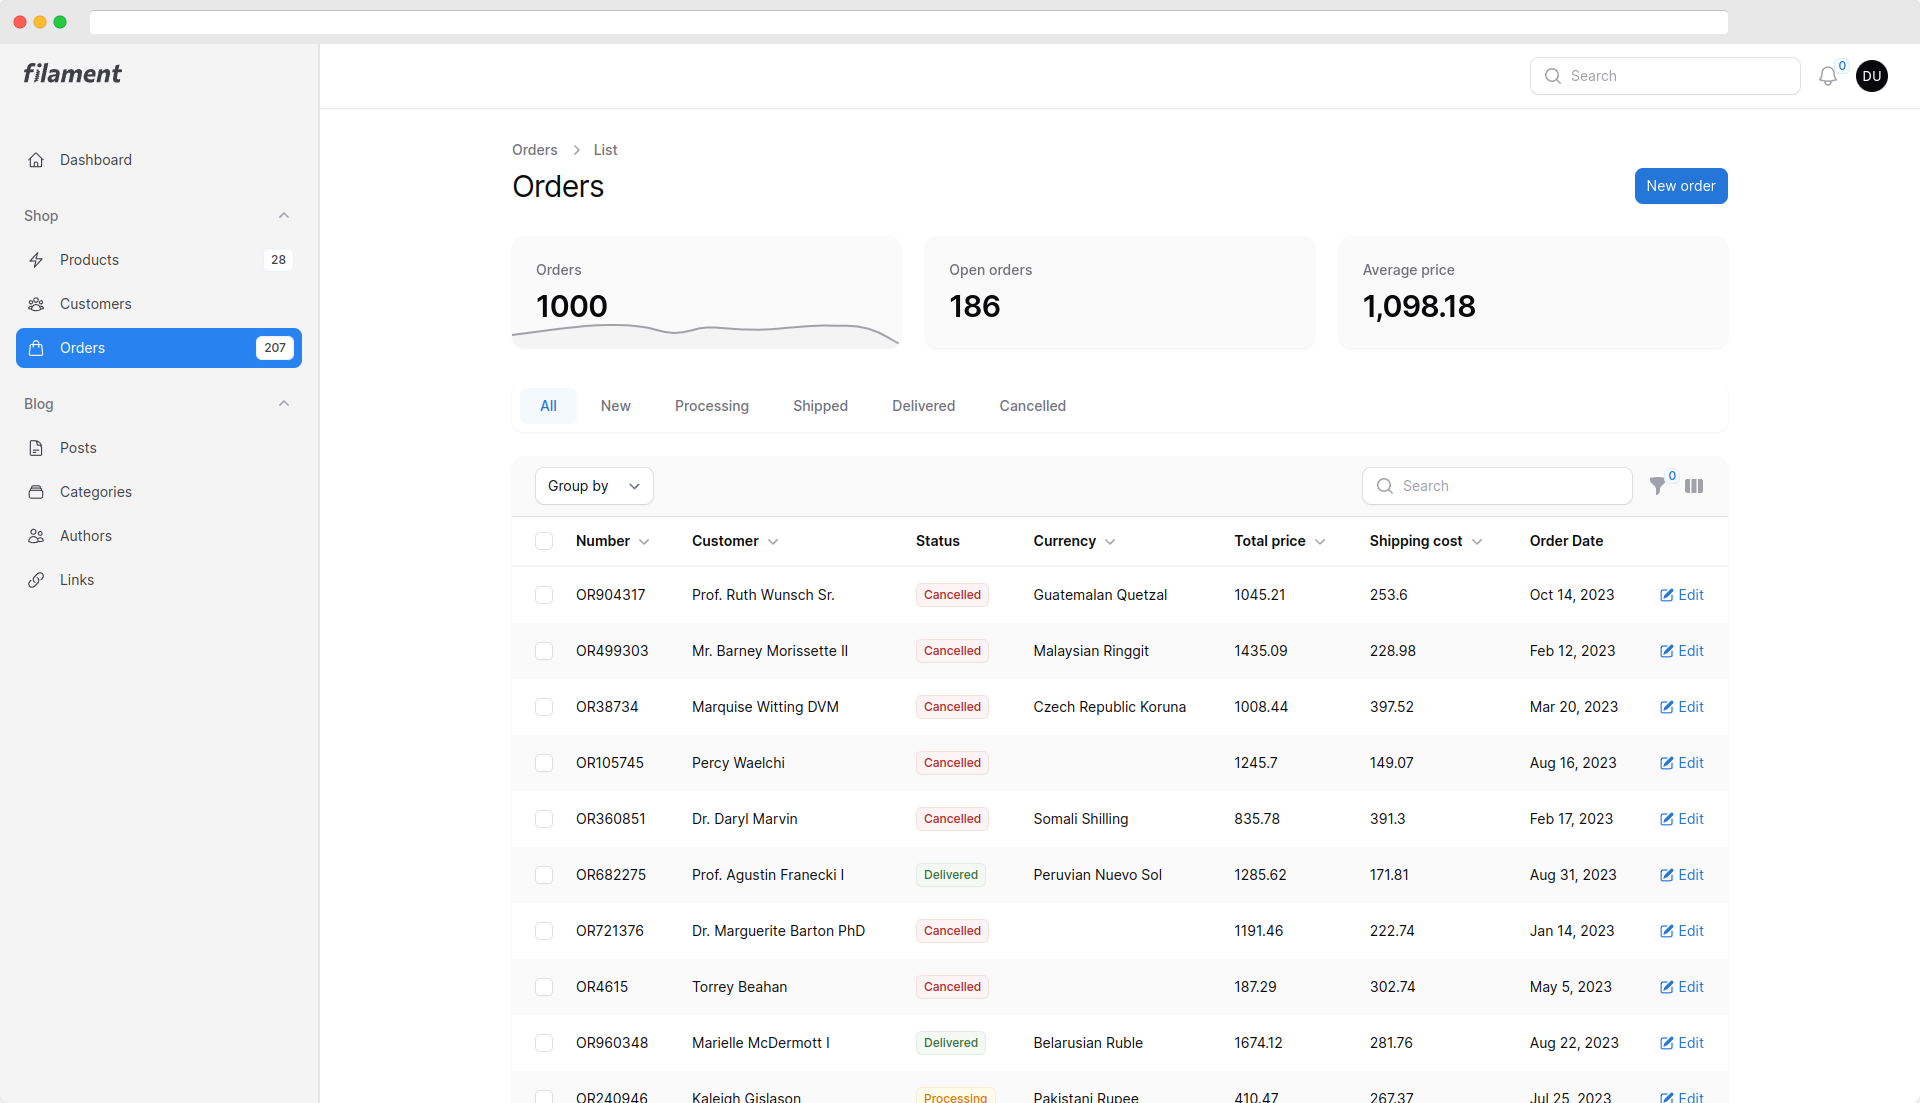 filament
Search
0
DU
Dashboard
Shop
Products 28
Customers
Orders 207
Blog
Posts
Categories
Authors
Links
Orders > List
Orders
New order
Orders
1000
Open orders
186
Average price
1,098.18
All New Processing Shipped Delivered Cancelled
Group by
Search
0
Number Customer Status Currency Total price Shipping cost Order Date
OR904317 Prof. Ruth Wunsch Sr. Cancelled Guatemalan Quetzal 1045.21 253.6 Oct 14, 2023 Edit
OR499303 Mr. Barney Morissette II Cancelled Malaysian Ringgit 1435.09 228.98 Feb 12, 2023 Edit
OR38734 Marquise Witting DVM Cancelled Czech Republic Koruna 1008.44 397.52 Mar 20, 2023 Edit
OR105745 Percy Waelchi Cancelled 1245.7 149.07 Aug 16, 2023 Edit
OR360851 Dr. Daryl Marvin Cancelled Somali Shilling 835.78 391.3 Feb 17, 2023 Edit
OR682275 Prof. Agustin Franecki I Delivered Peruvian Nuevo Sol 1285.62 171.81 Aug 31, 2023 Edit
OR721376 Dr. Marguerite Barton PhD Cancelled 1191.46 222.74 Jan 14, 2023 Edit
OR4615 Torrey Beahan Cancelled 187.29 302.74 May 5, 2023 Edit
OR960348 Marielle McDermott I Delivered Belarusian Ruble 1674.12 281.76 Aug 22, 2023 Edit
OR240946 Kaleigh Gislason Processing Pakistani Rupee 410.47 267.37 Jul 25, 2023 Edit